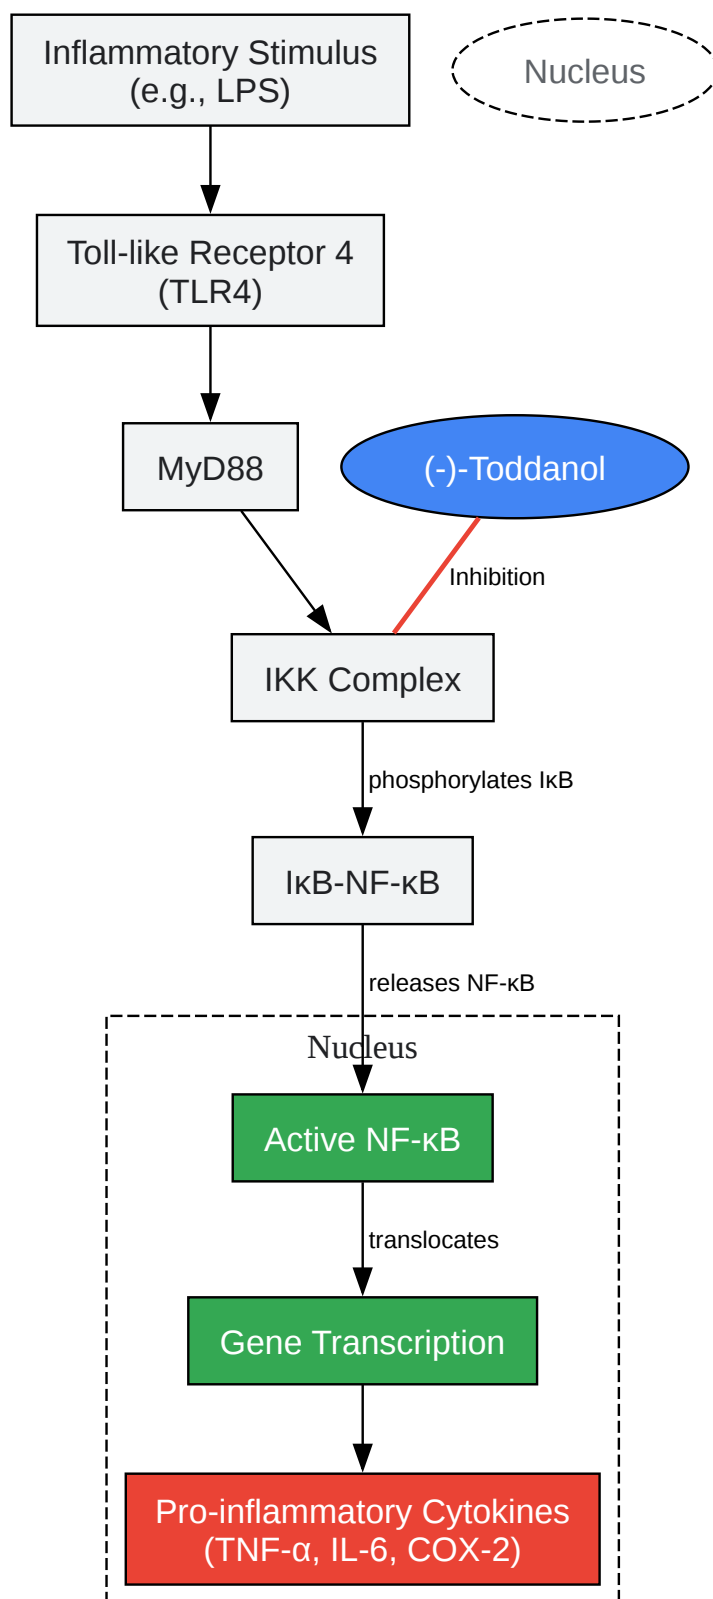 Inflammatory Stimulus
(e.g., LPS)
Nucleus
Toll-like Receptor 4
(TLR4)
MyD88
(-)-Toddanol
Inhibition
IKK Complex
phosphorylates IκB
IκB-NF-κB
releases NF-κB
Nucleus
Active NF-κB
translocates
Gene Transcription
Pro-inflammatory Cytokines
(TNF-α, IL-6, COX-2)